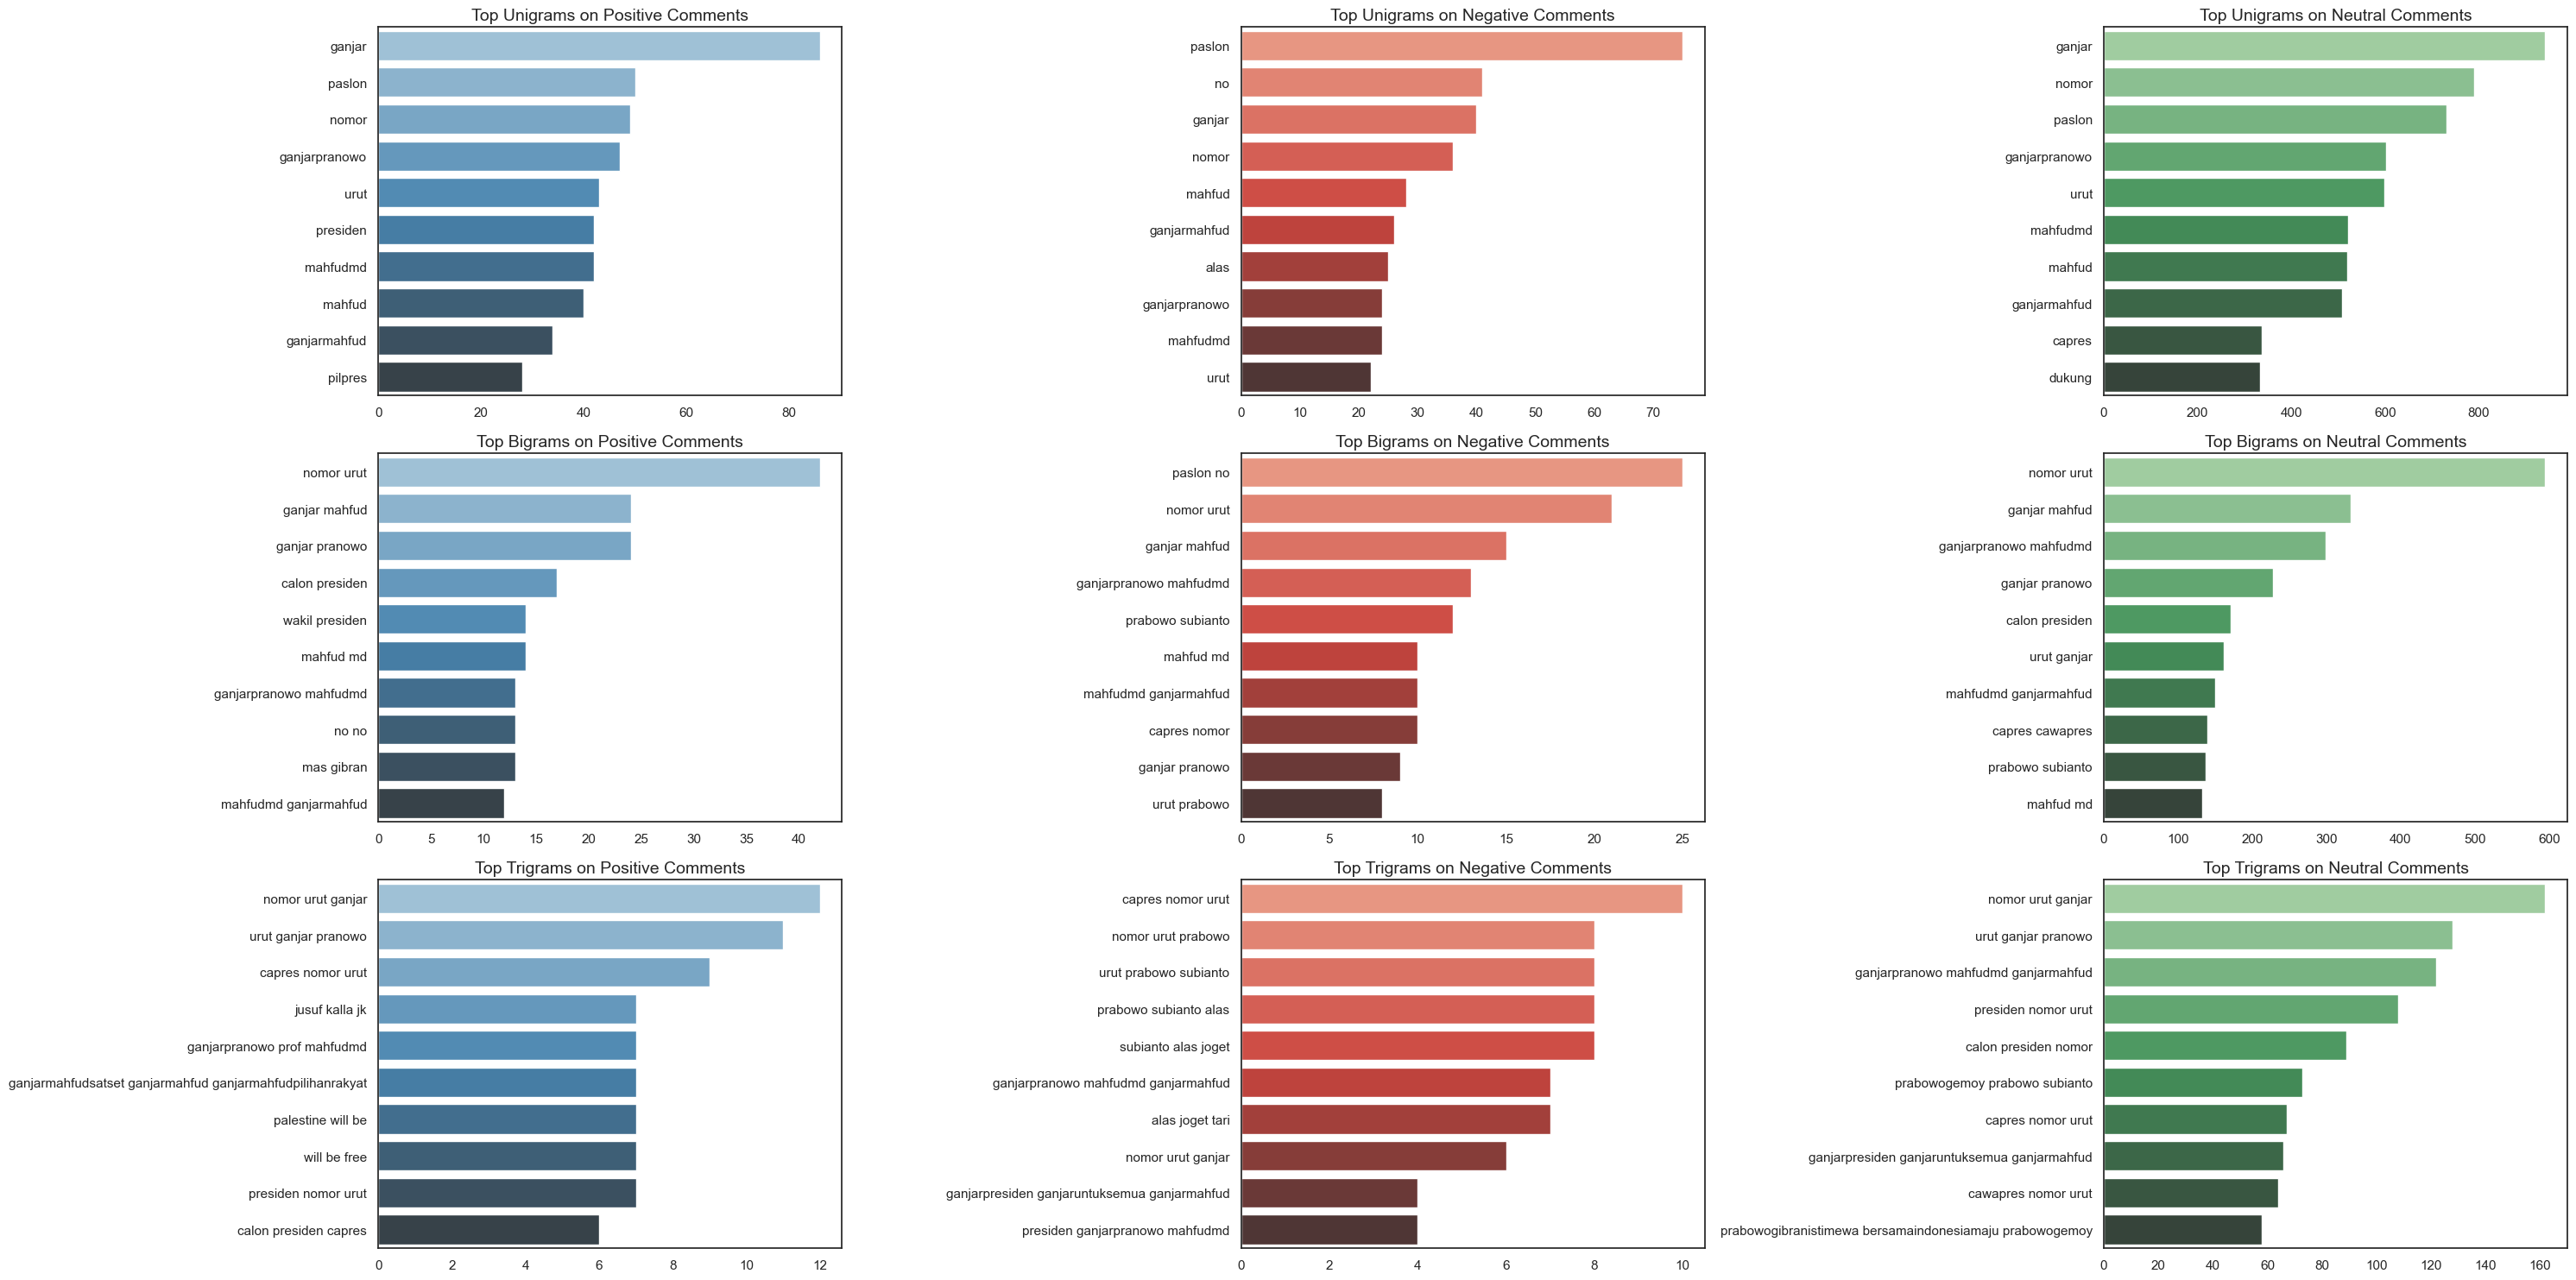 Top Unigrams on Positive Comments
ganjar
paslon
nomor
ganjarpranowo
urut
presiden
mahfudmd
mahfud
ganjarmahfud
pilpres
0 20 40 60 80
Top Unigrams on Negative Comments
paslon
no
ganjar
nomor
mahfud
ganjarmahfud
alas
ganjarpranowo
mahfudmd
urut
0 10 20 30 40 50 60 70
Top Unigrams on Neutral Comments
ganjar
nomor
paslon
ganjarpranowo
urut
mahfudmd
mahfud
ganjarmahfud
capres
dukung
0 200 400 600 800
Top Bigrams on Positive Comments
nomor urut
ganjar mahfud
ganjar pranowo
calon presiden
wakil presiden
mahfud md
ganjarpranowo mahfudmd
no no
mas gibran
mahfudmd ganjarmahfud
0 5 10 15 20 25 30 35 40
Top Bigrams on Negative Comments
paslon no
nomor urut
ganjar mahfud
ganjarpranowo mahfudmd
prabowo subianto
mahfud md
mahfudmd ganjarmahfud
capres nomor
ganjar pranowo
urut prabowo
0 5 10 15 20 25
Top Bigrams on Neutral Comments
nomor urut
ganjar mahfud
ganjarpranowo mahfudmd
ganjar pranowo
calon presiden
urut ganjar
mahfudmd ganjarmahfud
capres cawapres
prabowo subianto
mahfud md
0 100 200 300 400 500 600
Top Trigrams on Positive Comments
nomor urut ganjar
urut ganjar pranowo
capres nomor urut
jusuf kalla jk
ganjarpranowo prof mahfudmd
ganjarmahfudsatset ganjarmahfud ganjarmahfudpilihanrakyat
palestine will be
will be free
presiden nomor urut
calon presiden capres
0 2 4 6 8 10 12
Top Trigrams on Negative Comments
capres nomor urut
nomor urut prabowo
urut prabowo subianto
prabowo subianto alas
subianto alas joget
ganjarpranowo mahfudmd ganjarmahfud
alas joget tari
nomor urut ganjar
ganjarpresiden ganjaruntuksemua ganjarmahfud
presiden ganjarpranowo mahfudmd
0 2 4 6 8 10
Top Trigrams on Neutral Comments
nomor urut ganjar
urut ganjar pranowo
ganjarpranowo mahfudmd ganjarmahfud
presiden nomor urut
calon presiden nomor
prabowogemoy prabowo subianto
capres nomor urut
ganjarpresiden ganjaruntuksemua ganjarmahfud
cawapres nomor urut
prabowogibranistimewa bersamaindonesiamaju prabowogemoy
0 20 40 60 80 100 120 140 160